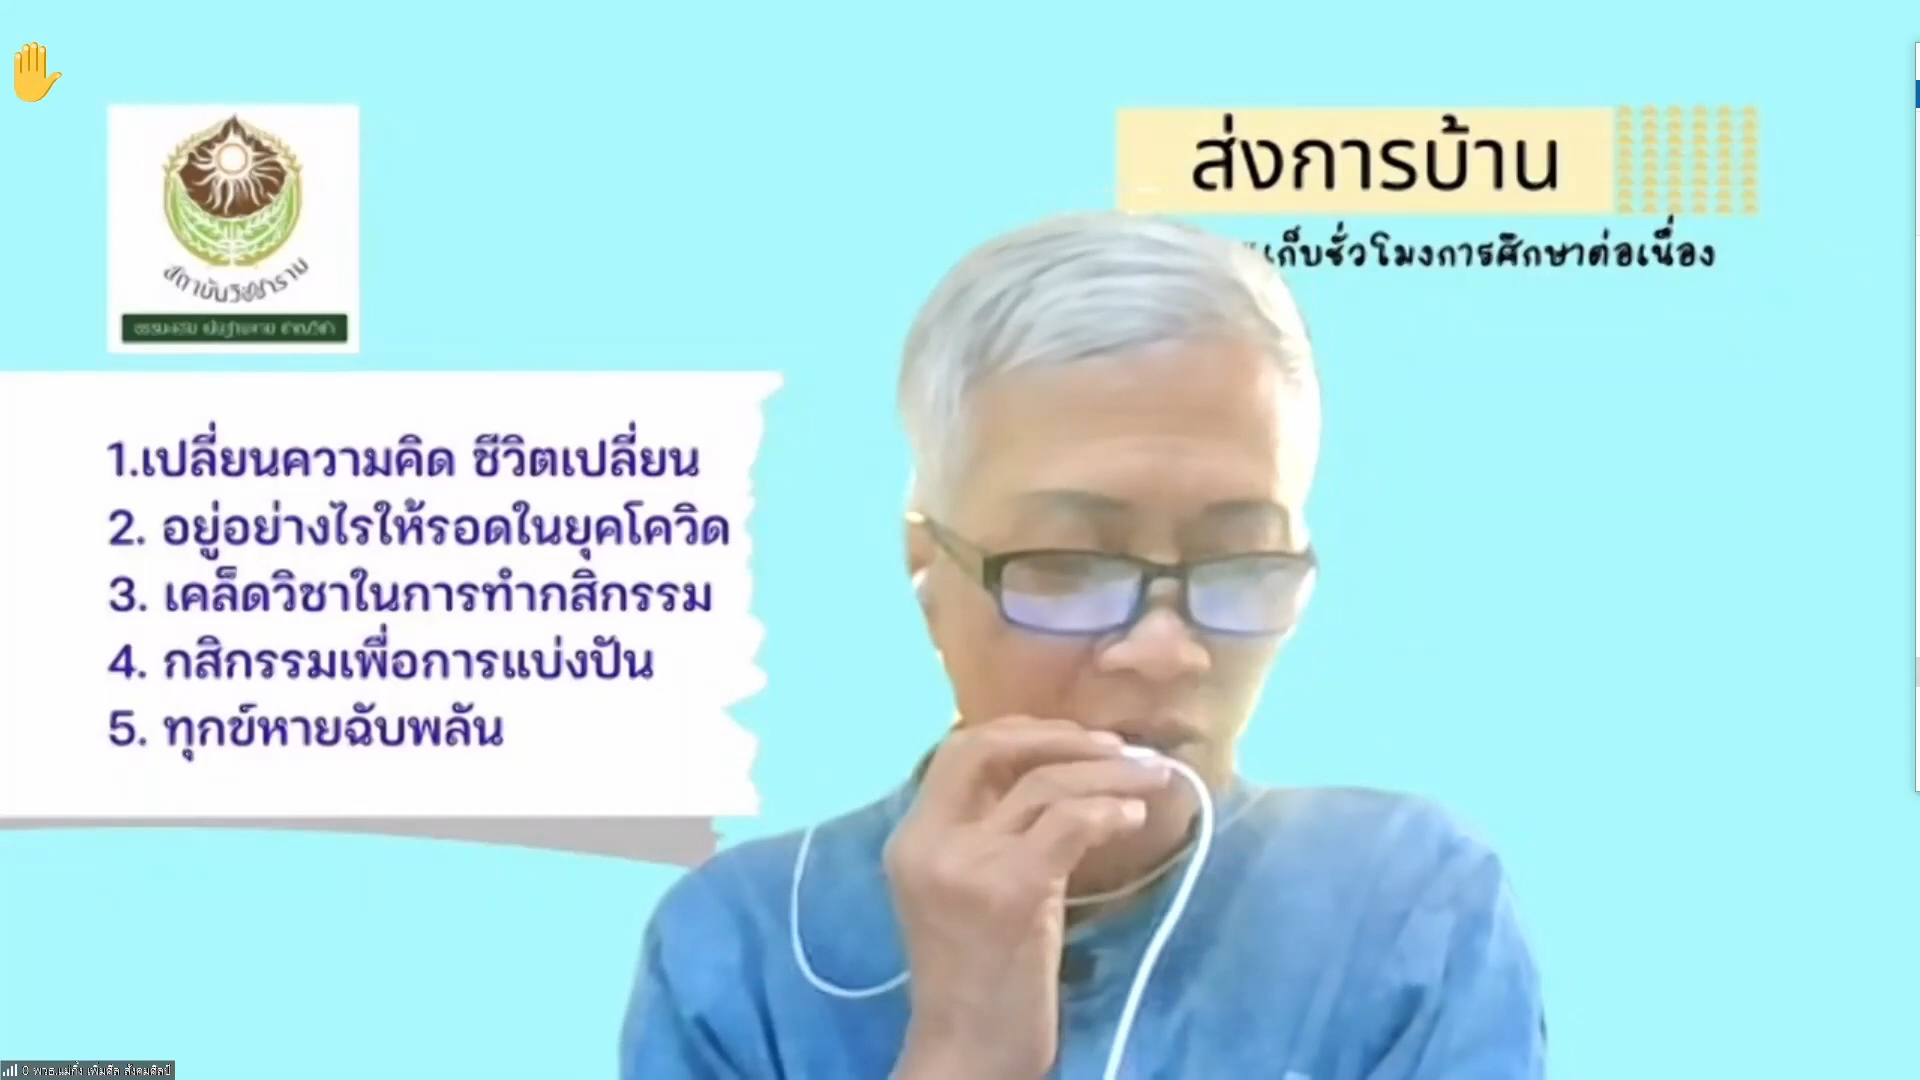 ส่งการบ้าน
เก็บชั่วโมงการศึกษาต่อเนื่อง
สถาบันวิชชาราม
1.เปลี่ยนความคิด ชีวิตเปลี่ยน
2. อยู่อย่างไรให้รอดในยุคโควิด
3. เคล็ดวิชาในการทำกสิกรรม
4. กสิกรรมเพื่อการแบ่งปัน
5. ทุกข์หายฉับพลัน